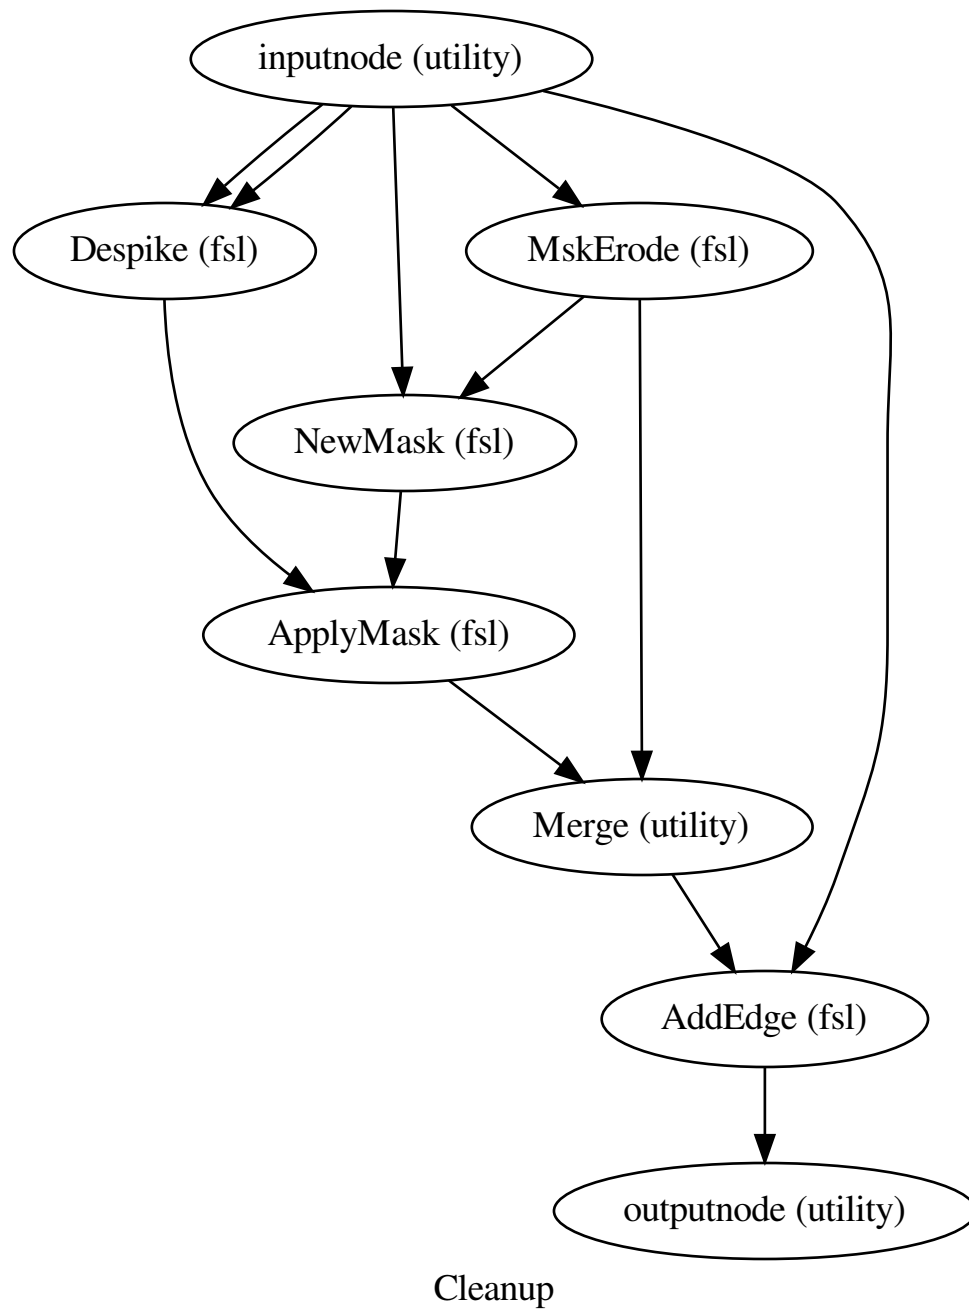 inputnode (utility)
Despike (fsl)
MskErode (fsl)
NewMask (fsl)
ApplyMask (fsl)
Merge (utility)
AddEdge (fsl)
outputnode (utility)
Cleanup